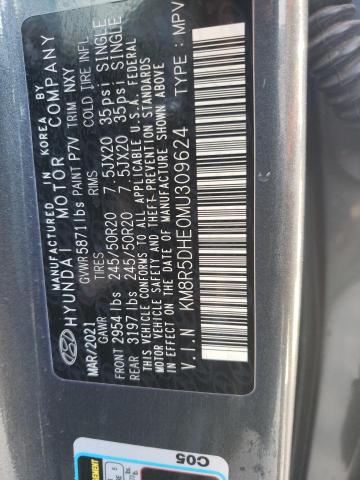 MANUFACTURED IN KOREA BY
HYUNDAI MOTOR COMPANY
GVWR 5871 lbs PAINT P7V TRIM NXY
MAR/2021 GAWR TIRES RIMS COLD TIRE INFL
FRONT 2954 lbs 245/50R20 7.5JX20 35psi SINGLE
REAR 3197 lbs 245/50R20 7.5JX20 35psi SINGLE
THIS VEHICLE CONFORMS TO ALL APPLICABLE U.S.A. FEDERAL
MOTOR VEHICLE SAFETY, BUMPER, AND THEFT PREVENTION STANDARDS
IN EFFECT ON THE DATE OF MANUFACTURE SHOWN ABOVE.
V.I.N KM8R5DHE0MU309624 TYPE : MPV
C05